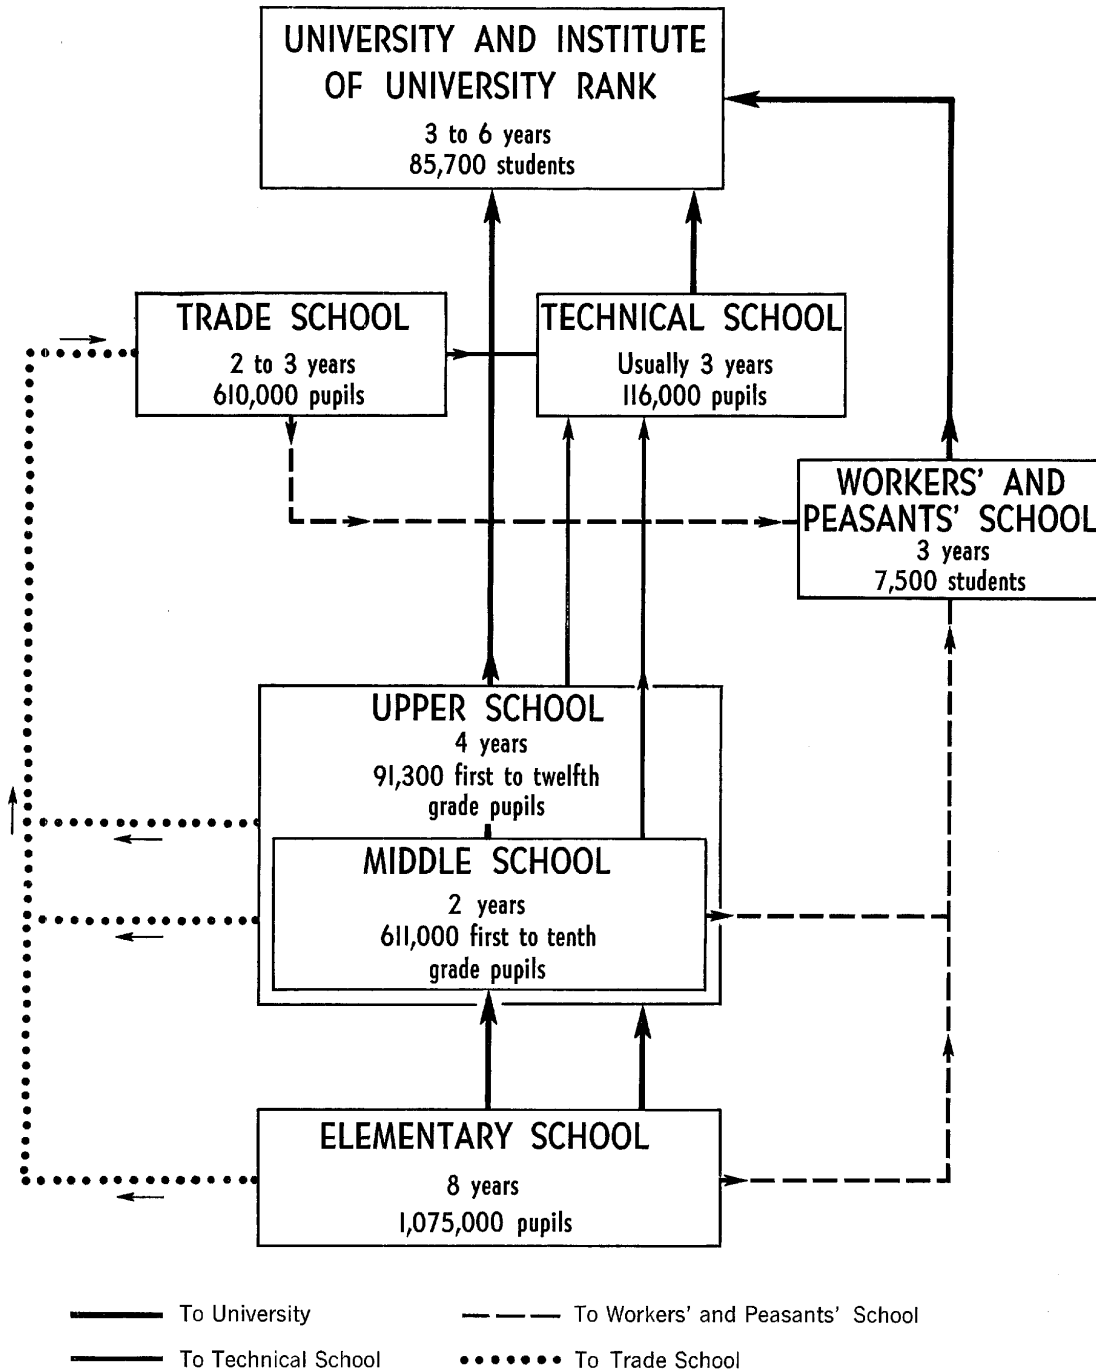 UNIVERSITY AND INSTITUTE
OF UNIVERSITY RANK
3 to 6 years
85,700 students
TRADE SCHOOL
2 to 3 years
610,000 pupils
TECHNICAL SCHOOL
Usually 3 years
116,000 pupils
WORKERS' AND
PEASANTS' SCHOOL
3 years
7,500 students
UPPER SCHOOL
4 years
91,300 first to twelfth
grade pupils
MIDDLE SCHOOL
2 years
611,000 first to tenth
grade pupils
ELEMENTARY SCHOOL
8 years
1,075,000 pupils
To University
To Workers' and Peasants' School
To Technical School
To Trade School